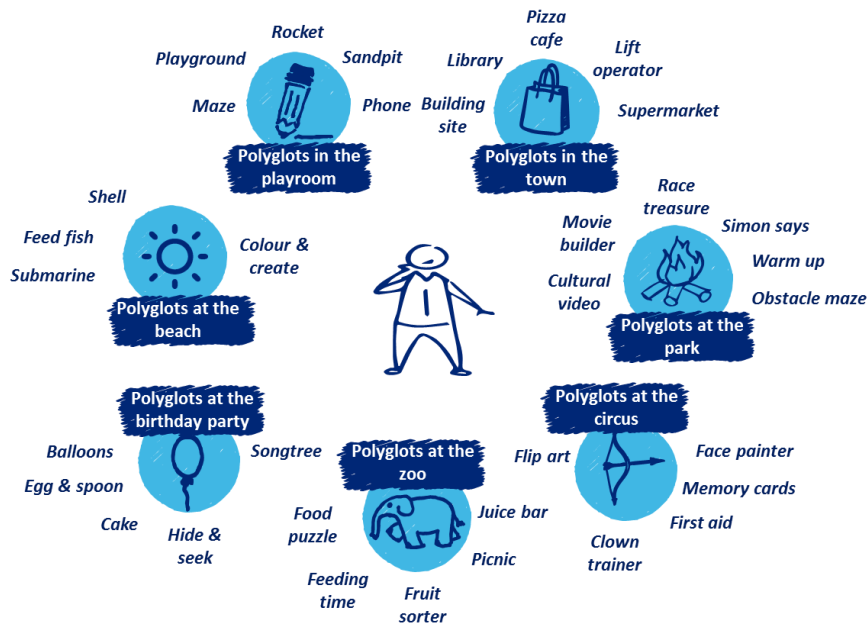 Rocket
Playground
Sandpit
Maze
Phone
Polyglots in the
playroom
Pizza
cafe
Library
Lift
operator
Building
site
Supermarket
Polyglots in the
town
Shell
Feed fish
Submarine
Colour &
create
Polyglots at the
beach
Race
treasure
Movie
builder
Simon says
Warm up
Cultural
video
Obstacle maze
Polyglots at the
park
Polyglots at the
birthday party
Balloons
Songtree
Egg & spoon
Cake
Hide &
seek
Polyglots at the
zoo
Food
puzzle
Juice bar
Picnic
Feeding
time
Fruit
sorter
Polyglots at the
circus
Flip art
Face painter
Memory cards
First aid
Clown
trainer